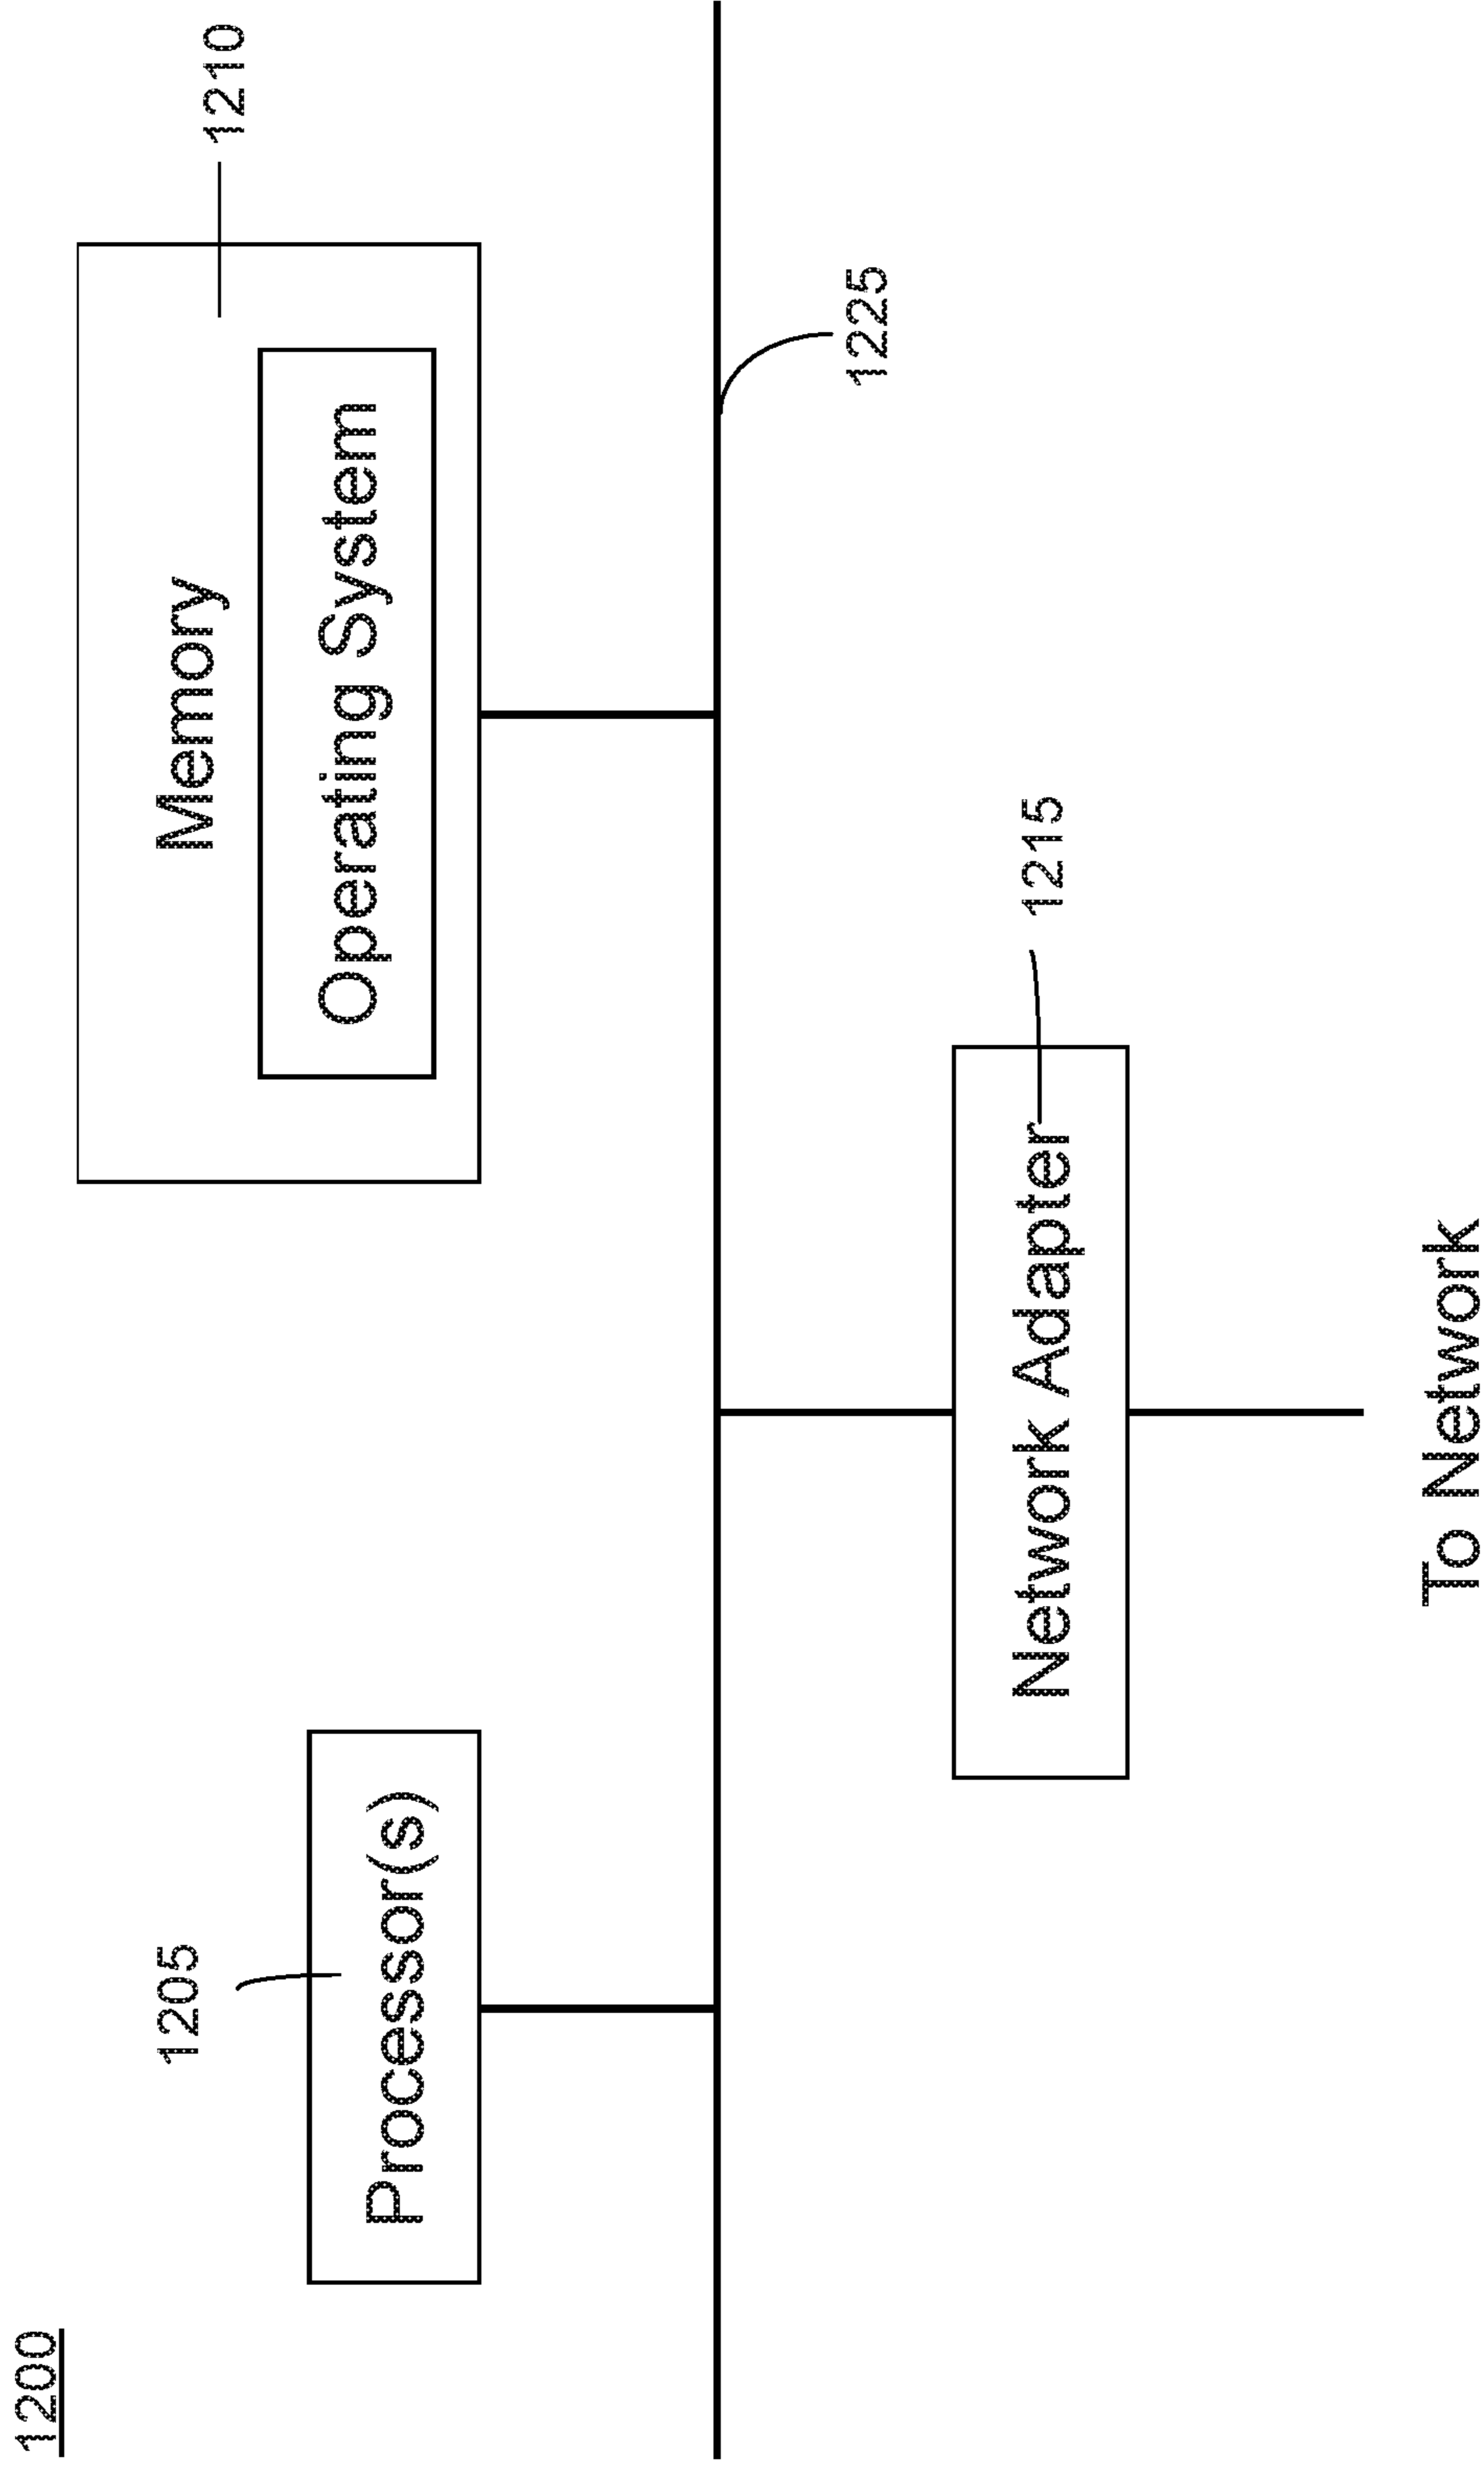 1200
1205
Processor(s)
Memory
1210
Operating System
1225
Network Adapter
1215
To Network